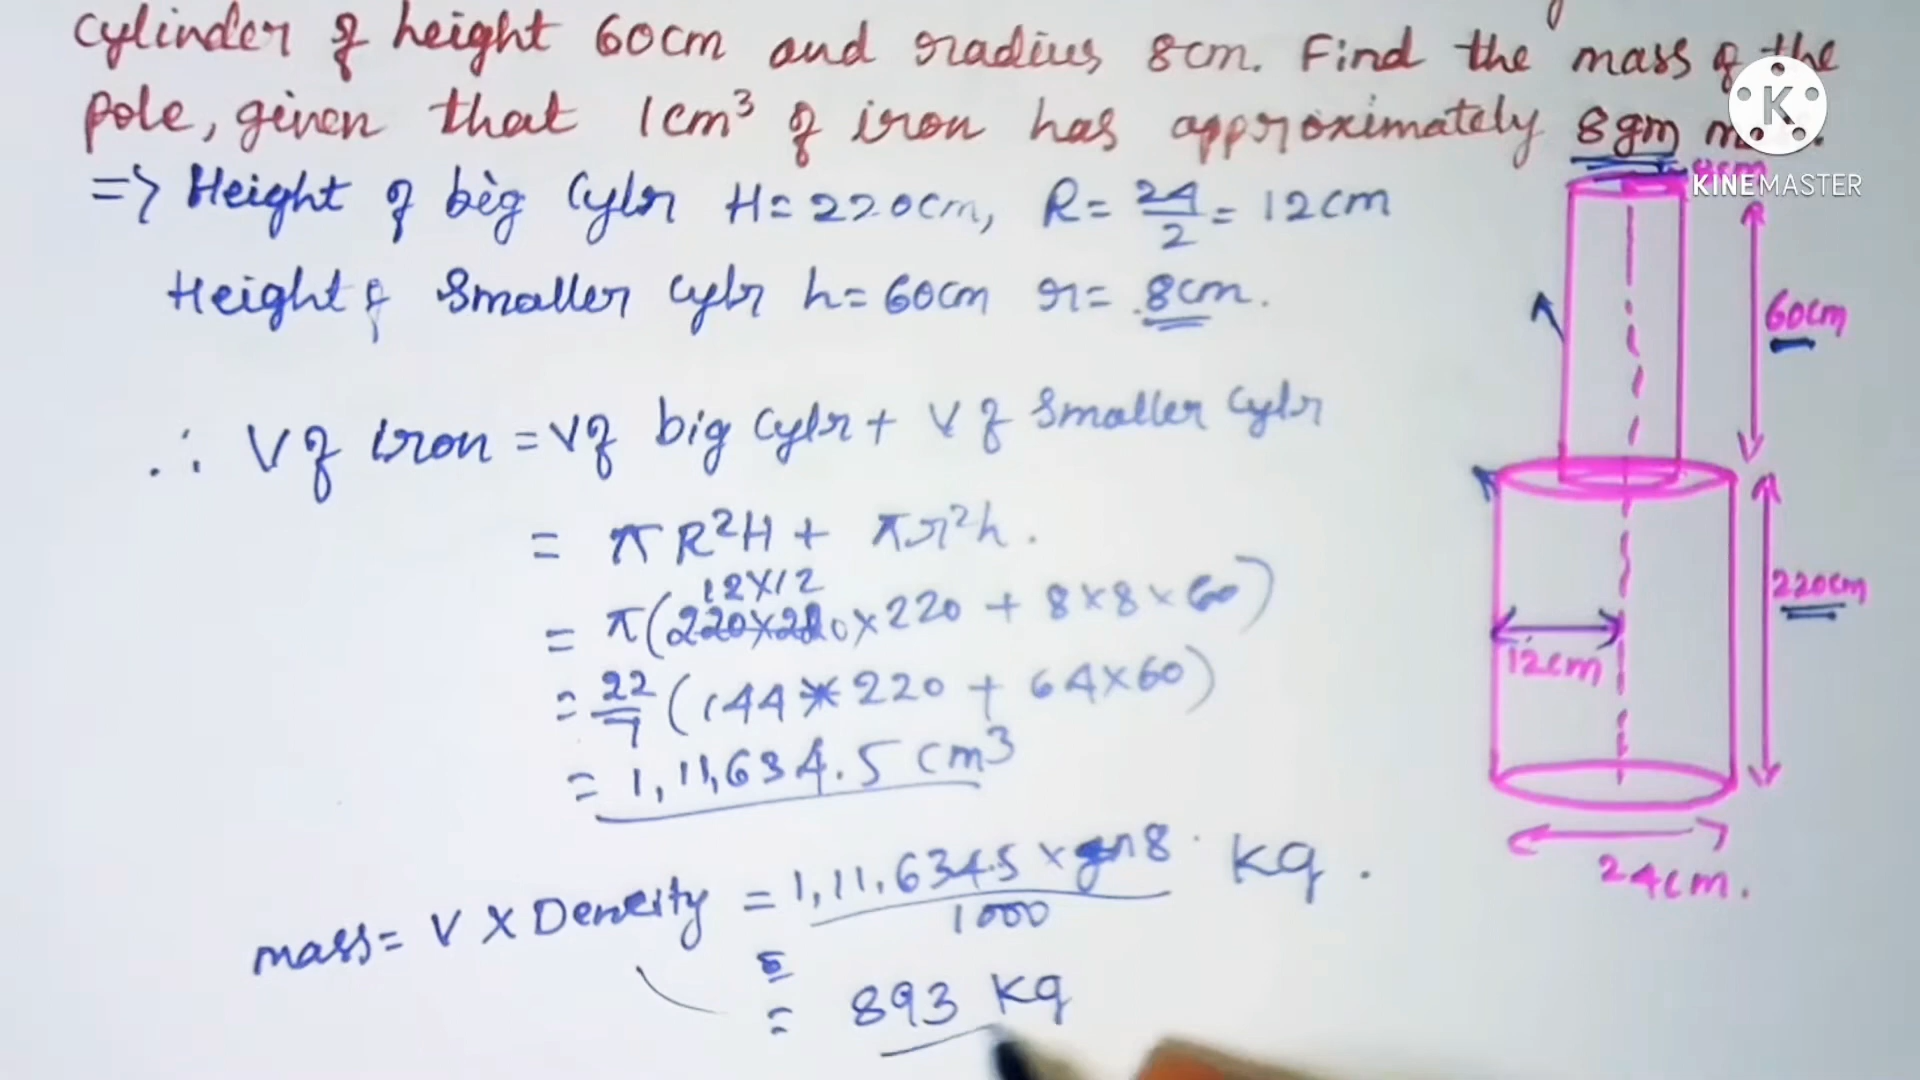 cylinder of height 60cm and radius 8cm. Find the mass of the
pole, given that 1cm³ of iron has approximately 8gm
KINEMASTER
=> Height of big Cylr H=220cm, R= 24/2 = 12cm
Height of Smaller Cylr h=60cm r= 8cm.
∴ V of iron = V of big Cylr + V of Smaller Cylr
= πR²H + πr²h.
12×12
= π(220×220×220 + 8×8×60)
= 22/7 (144×220 + 64×60)
= 1,11,634.5 cm³
mass = V × Density = 1,11,634.5 × 8 / 1000 Kg.
= 893 Kg
8cm
60cm
220cm
12cm
24cm.